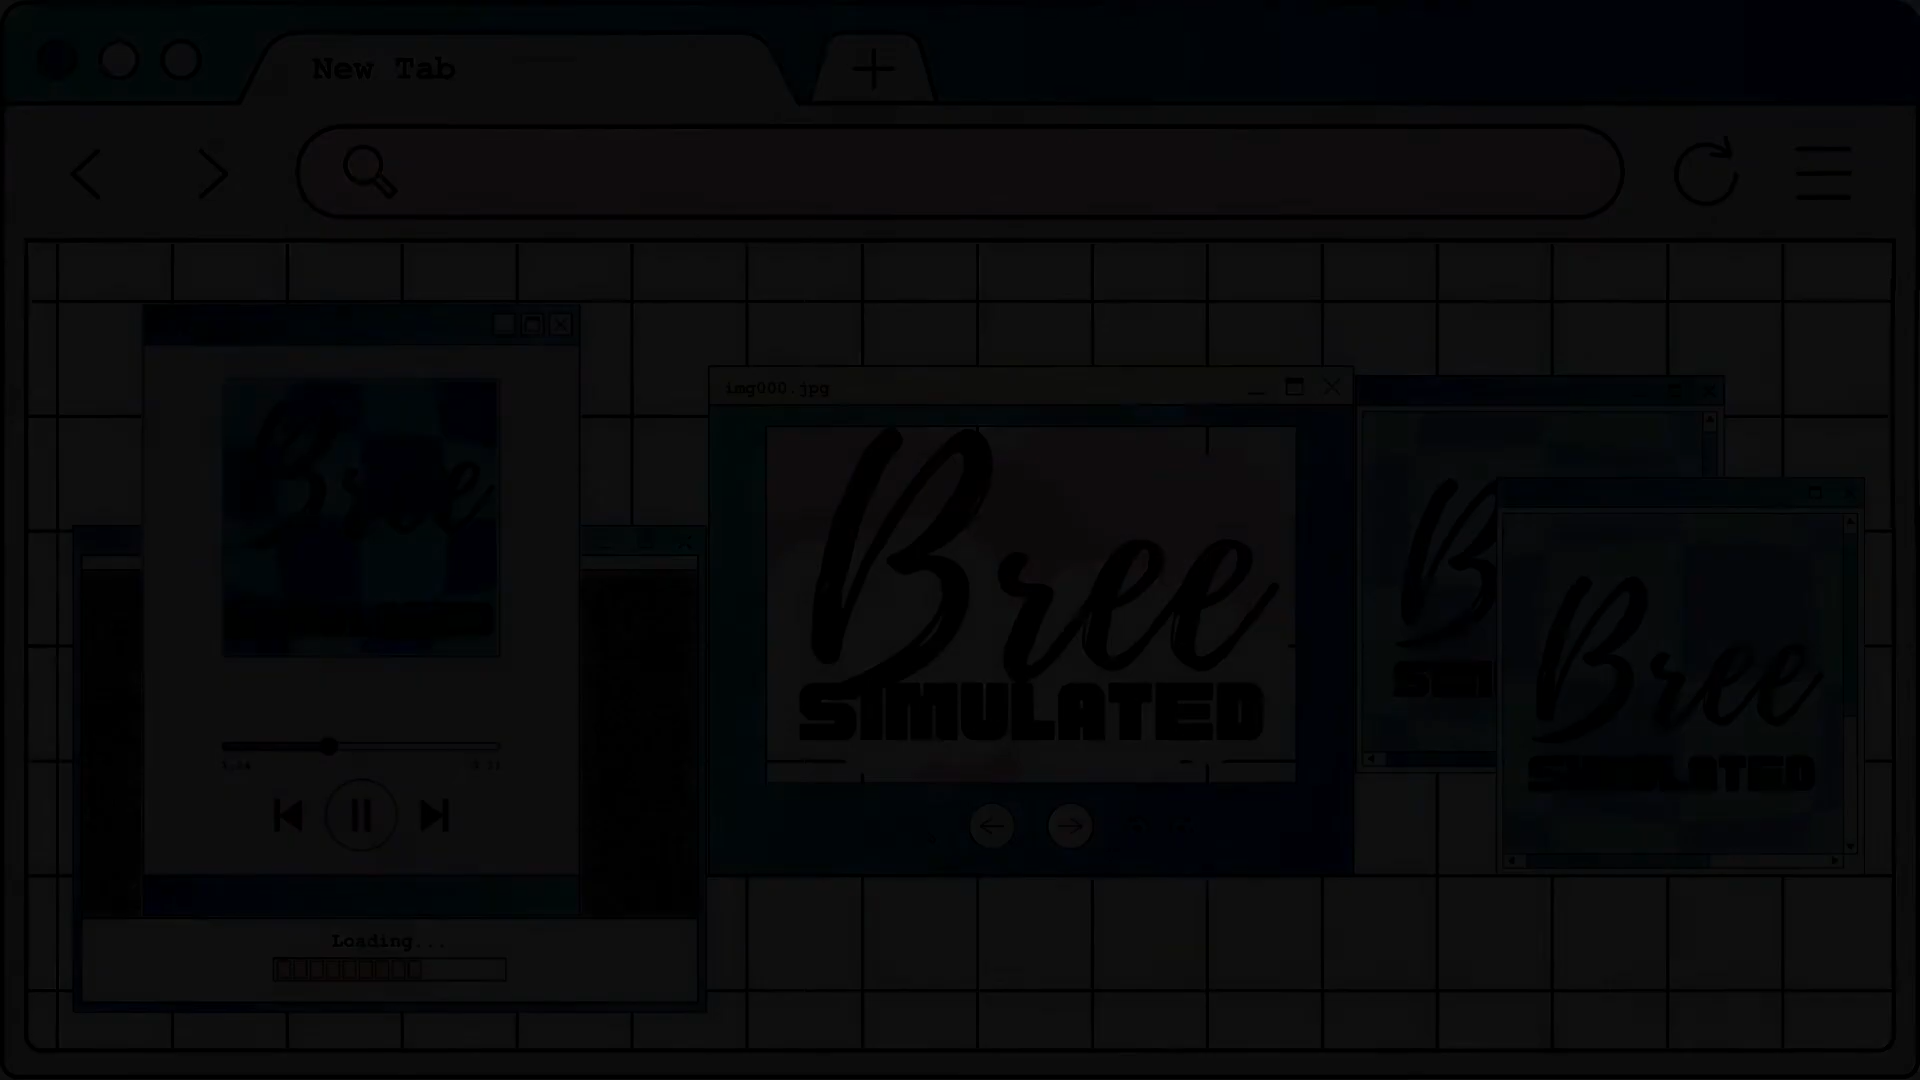 New Tab
img000.jpg
Bree
Bree
SIMULATED
B
Bree
SIMULATED
Loading...